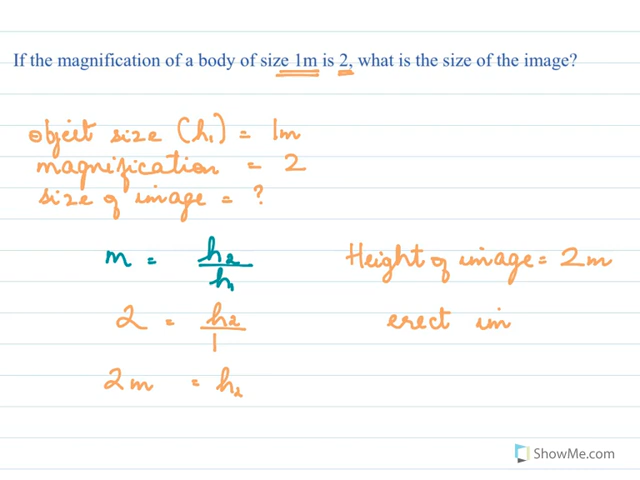 If the magnification of a body of size 1m is 2, what is the size of the image?
object size (h₁) = 1m
magnification = 2
size of image = ?
m = h₂/h₁
2 = h₂/1
2m = h₂
Height of image = 2m
erect im
ShowMe.com